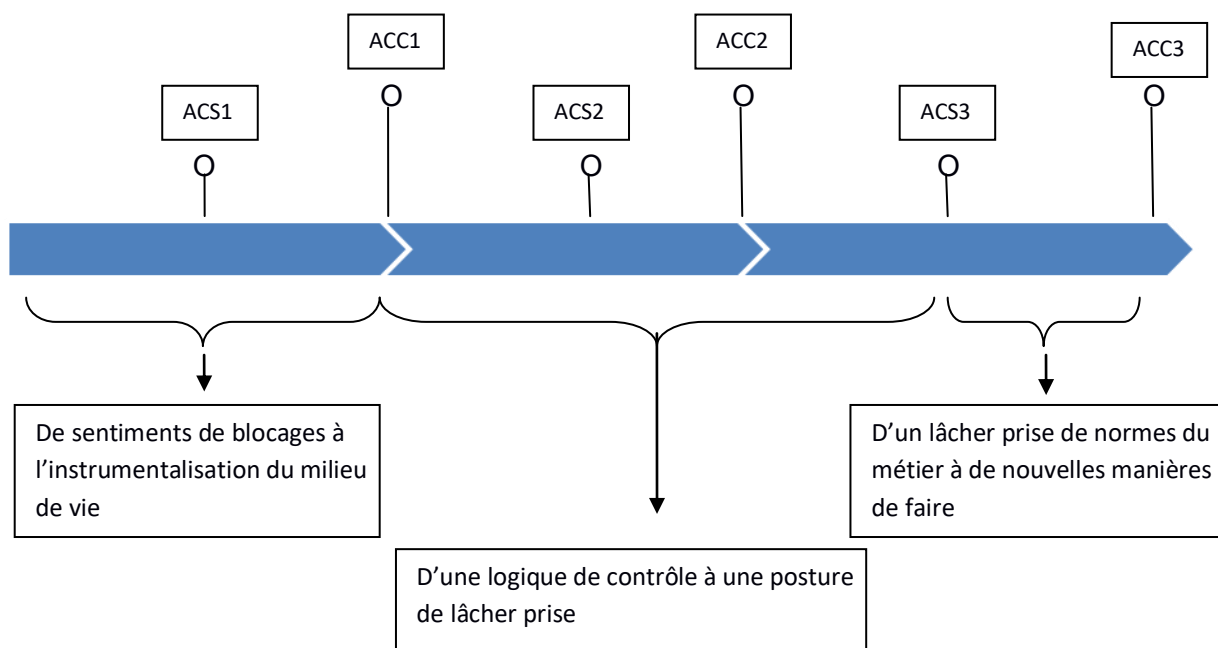 ACC1
ACC2
ACC3
ACS1
ACS2
ACS3
O
O
O
O
O
O
De sentiments de blocages à
l’instrumentalisation du milieu
de vie
D’un lâcher prise de normes du
métier à de nouvelles manières
de faire
D’une logique de contrôle à une posture
de lâcher prise